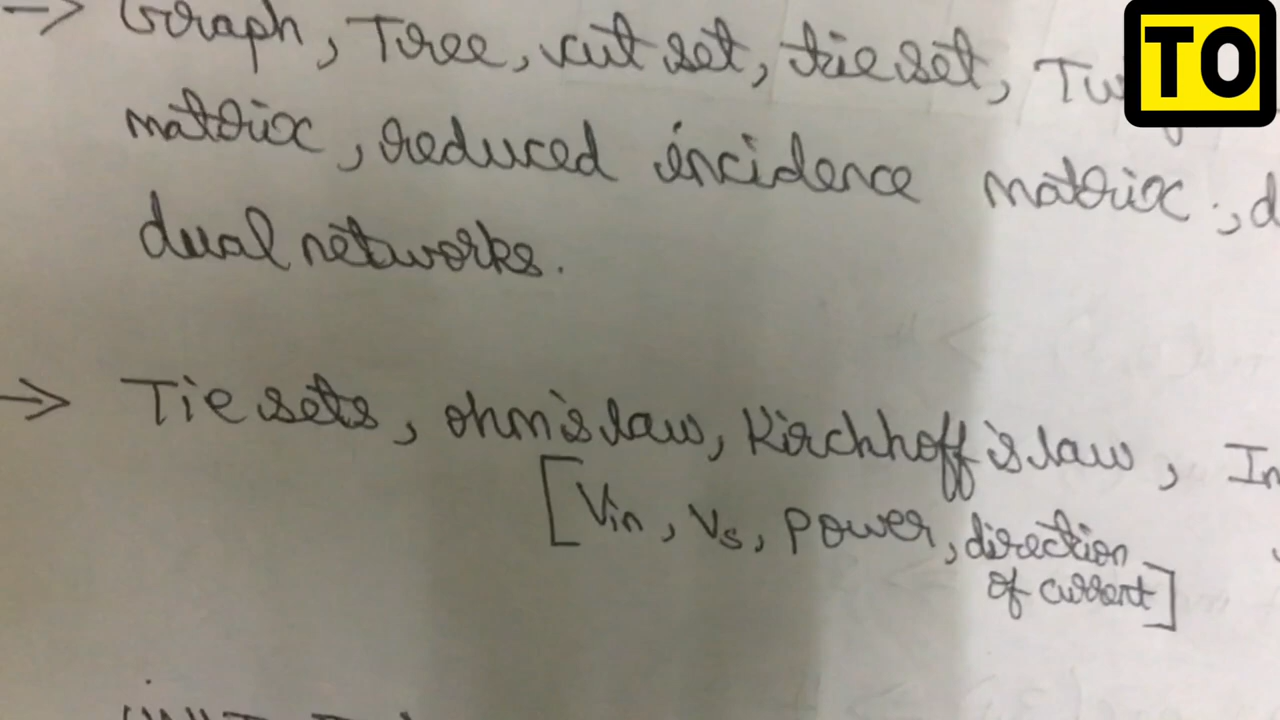 → Graph, Tree, cut set, tie set,
TO
matrix, reduced incidence matrix,
dual networks.
→ Tie sets, ohm's law, Kirchhoff's law,
[Vin, Vs, power, direction
of current]